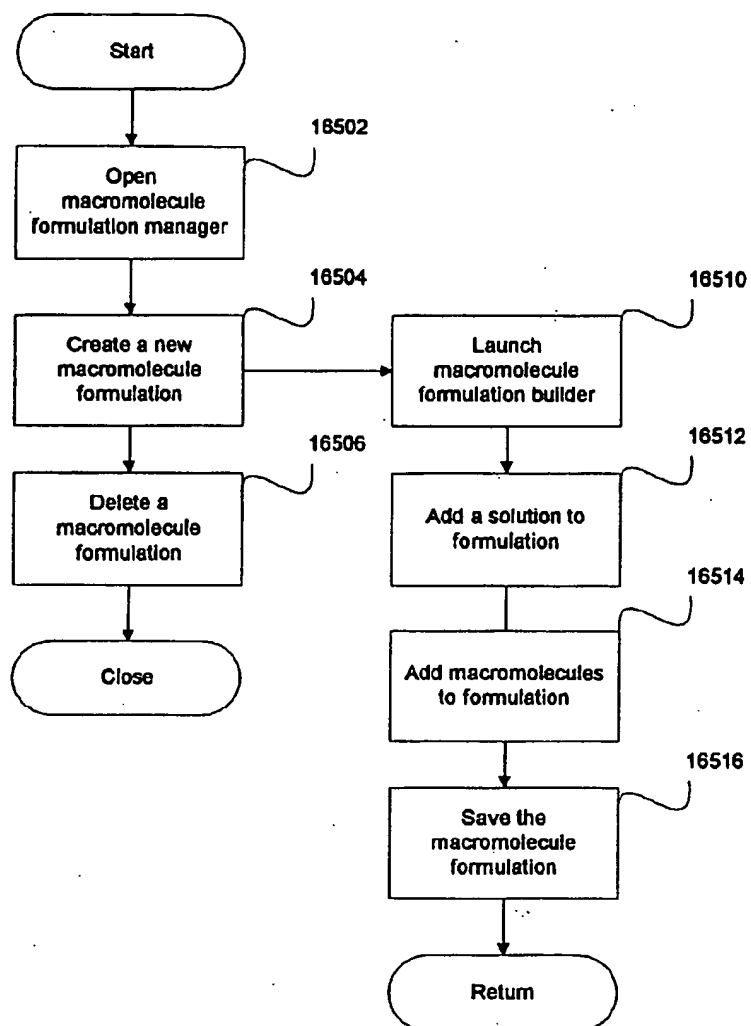 Start
16502
Open
macromolecule
formulation manager
16504
Create a new
macromolecule
formulation
16506
Delete a
macromolecule
formulation
Close
16510
Launch
macromolecule
formulation builder
16512
Add a solution to
formulation
16514
Add macromolecules
to formulation
16516
Save the
macromolecule
formulation
Return